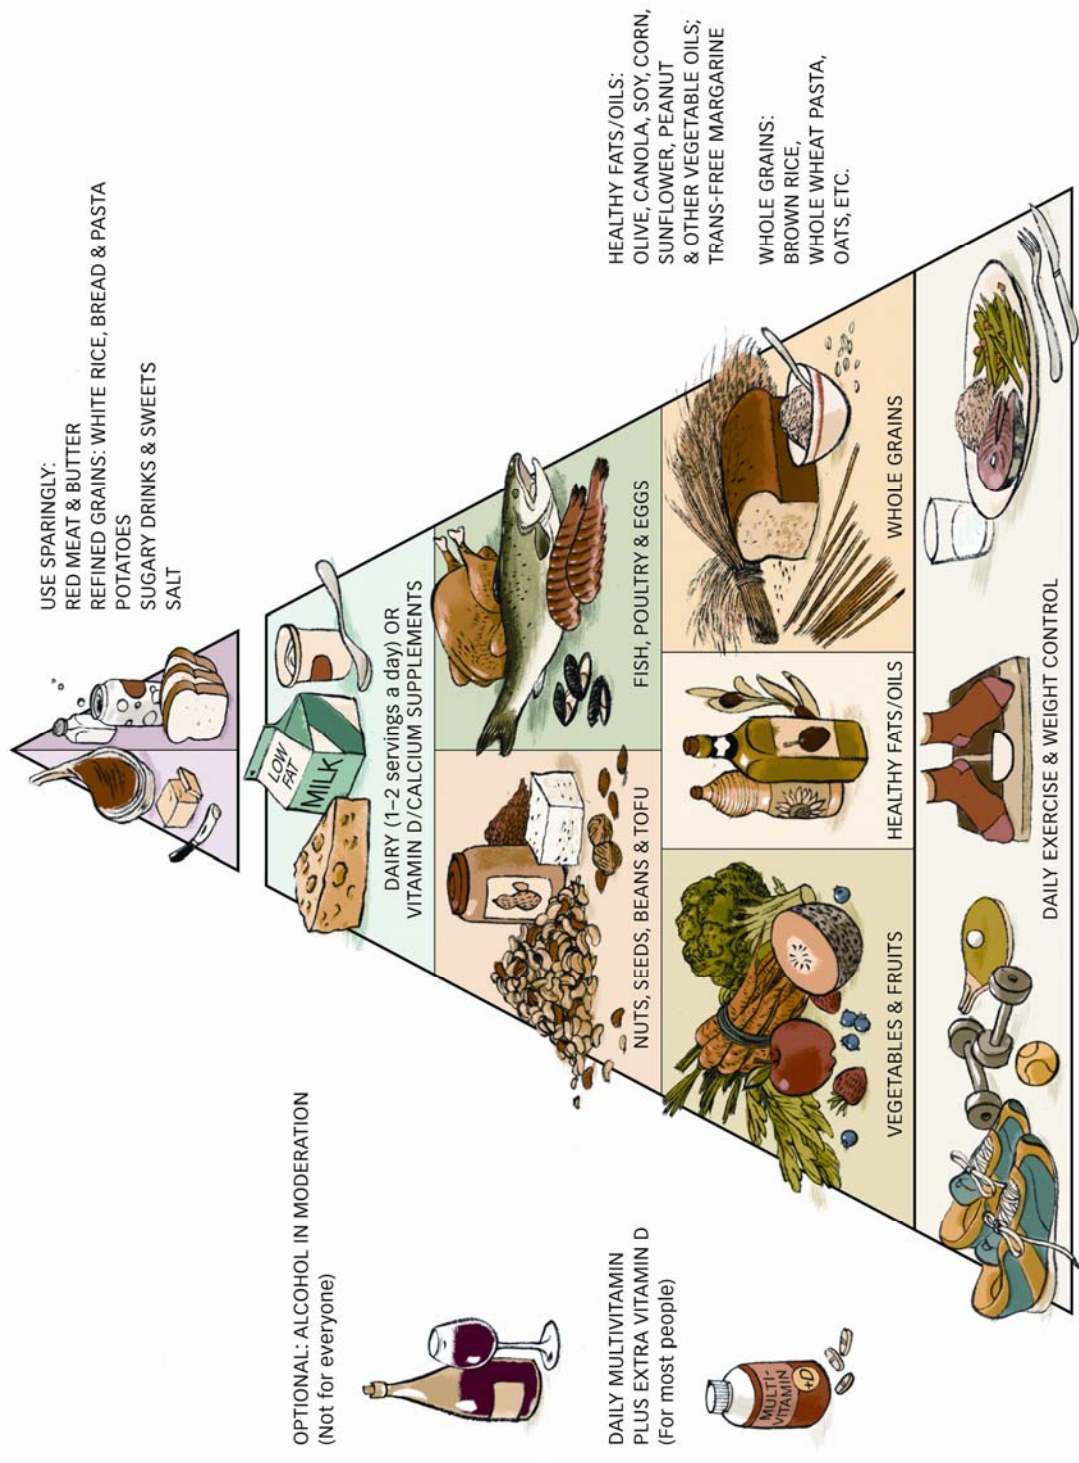 USE SPARINGLY:
RED MEAT & BUTTER
REFINED GRAINS: WHITE RICE, BREAD & PASTA
POTATOES
SUGARY DRINKS & SWEETS
SALT
OPTIONAL: ALCOHOL IN MODERATION
(Not for everyone)
LOW
FAT
MILK
DAIRY (1–2 servings a day) OR
VITAMIN D/CALCIUM SUPPLEMENTS
DAILY MULTIVITAMIN
PLUS EXTRA VITAMIN D
(For most people)
MULTI-
VITAMIN
+D
NUTS, SEEDS, BEANS & TOFU
FISH, POULTRY & EGGS
HEALTHY FATS/OILS:
OLIVE, CANOLA, SOY, CORN,
SUNFLOWER, PEANUT
& OTHER VEGETABLE OILS;
TRANS-FREE MARGARINE
WHOLE GRAINS:
BROWN RICE,
WHOLE WHEAT PASTA,
OATS, ETC.
VEGETABLES & FRUITS
HEALTHY FATS/OILS
WHOLE GRAINS
DAILY EXERCISE & WEIGHT CONTROL